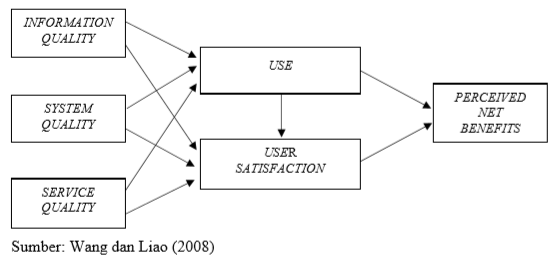 INFORMATION
QUALITY
USE
SYSTEM
QUALITY
PERCEIVED
NET
BENEFITS
USER
SATISFACTION
SERVICE
QUALITY
Sumber: Wang dan Liao (2008)